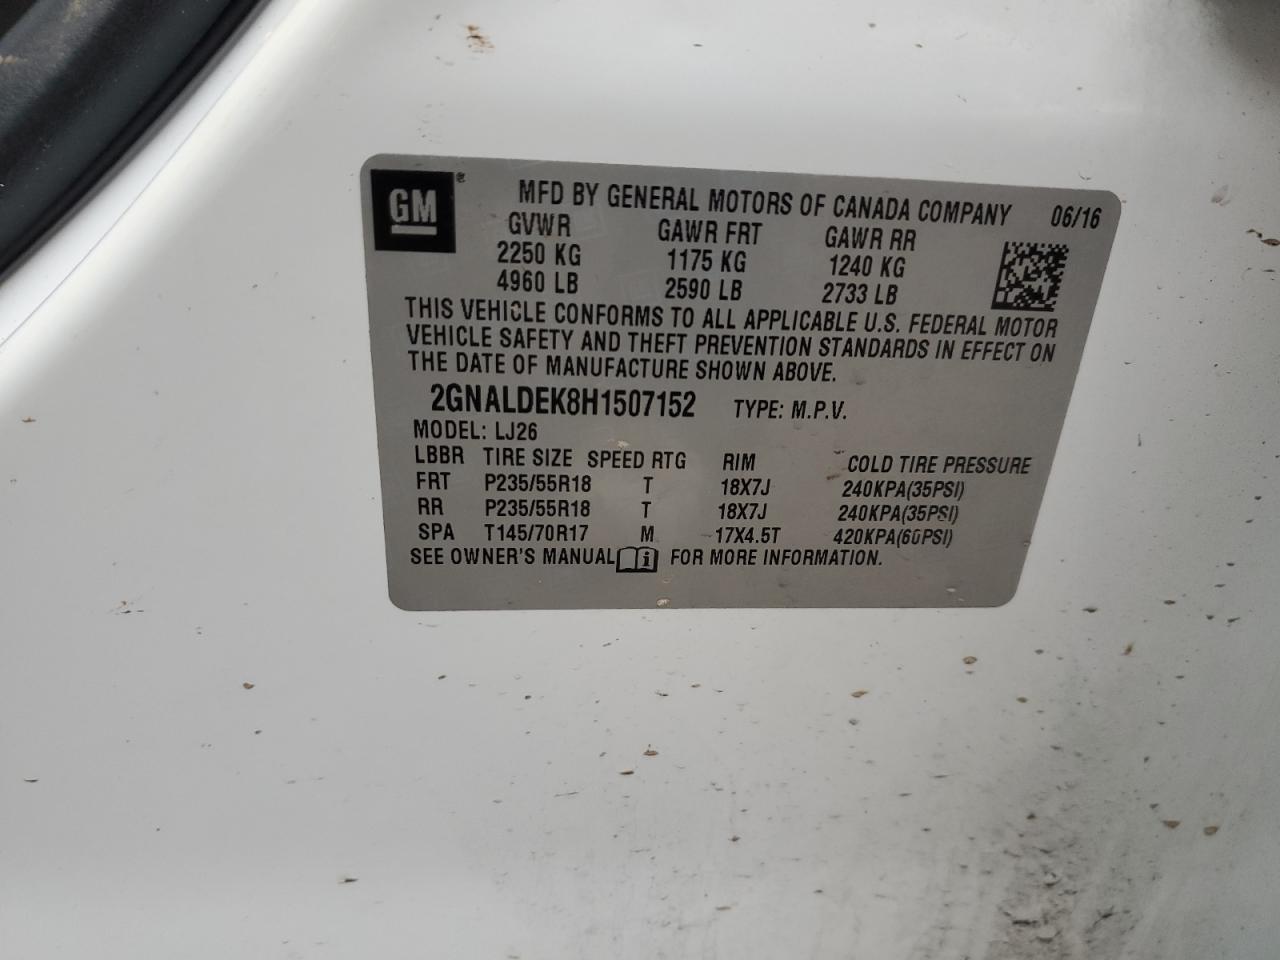 GM®
MFD BY GENERAL MOTORS OF CANADA COMPANY 06/16
GVWR GAWR FRT GAWR RR
2250 KG 1175 KG 1240 KG
4960 LB 2590 LB 2733 LB
THIS VEHICLE CONFORMS TO ALL APPLICABLE U.S. FEDERAL MOTOR
VEHICLE SAFETY AND THEFT PREVENTION STANDARDS IN EFFECT ON
THE DATE OF MANUFACTURE SHOWN ABOVE.
2GNALDEK8H1507152 TYPE: M.P.V.
MODEL: LJ26
LBBR TIRE SIZE SPEED RTG RIM COLD TIRE PRESSURE
FRT P235/55R18 T 18X7J 240KPA(35PSI)
RR P235/55R18 T 18X7J 240KPA(35PSI)
SPA T145/70R17 M 17X4.5T 420KPA(60PSI)
SEE OWNER'S MANUAL i FOR MORE INFORMATION.